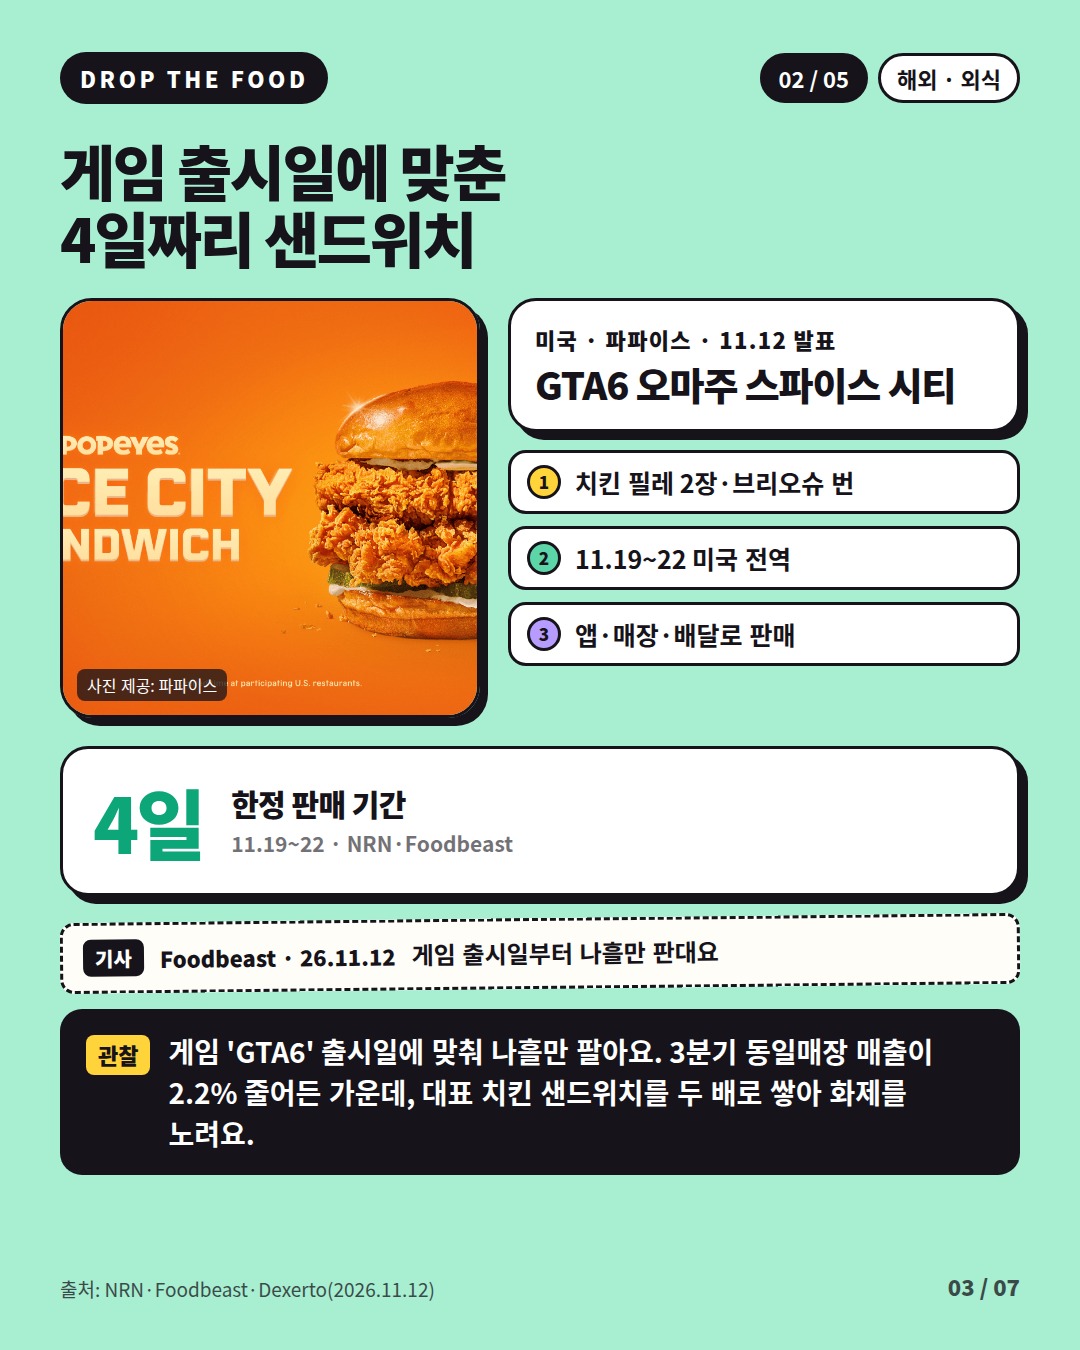 DROP THE FOOD
02 / 05
해외 · 외식
게임 출시일에 맞춘
4일짜리 샌드위치
POPEYES
CE CITY
NDWICH
at participating U.S. restaurants.
사진 제공: 파파이스
미국 · 파파이스 · 11.12 발표
GTA6 오마주 스파이스 시티
1 치킨 필레 2장·브리오슈 번
2 11.19~22 미국 전역
3 앱·매장·배달로 판매
4일
한정 판매 기간
11.19~22 · NRN·Foodbeast
기사 Foodbeast · 26.11.12 게임 출시일부터 나흘만 판대요
관찰
게임 'GTA6' 출시일에 맞춰 나흘만 팔아요. 3분기 동일매장 매출이
2.2% 줄어든 가운데, 대표 치킨 샌드위치를 두 배로 쌓아 화제를
노려요.
출처: NRN·Foodbeast·Dexerto(2026.11.12)
03 / 07